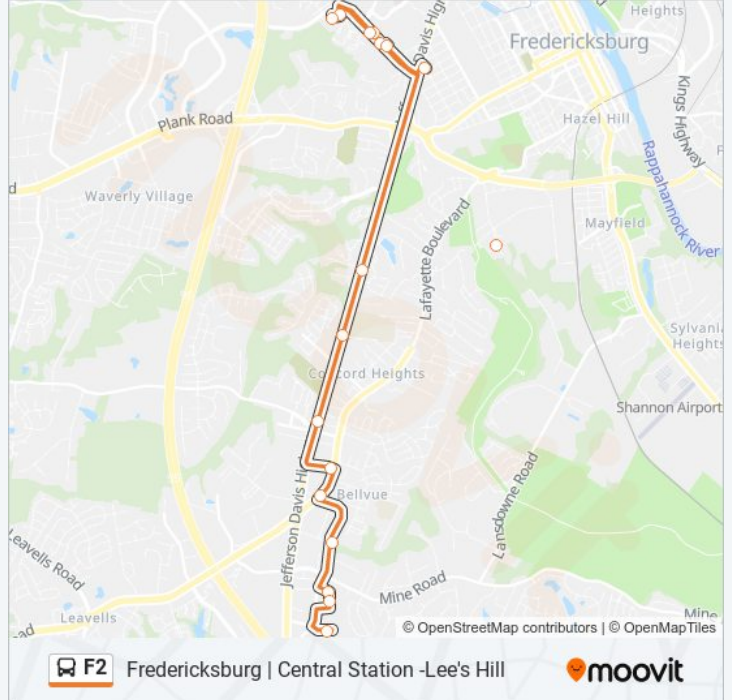 Heights
Davis High
Fredericksburg
Plank Road
Hazel Hill
Kings Highway
Rappahannock River
Waverly Village
Lafayette Boulevard
Mayfield
Sylvania
Heights
Concord Heights
Shannon Airport
Jefferson Davis Hi
Bellvue
Lansdowne Road
Leavells Road
Mine Road
Leavells
Mine
© OpenStreetMap contributors | © OpenMapTiles
F2 Fredericksburg | Central Station -Lee's Hill
moovit